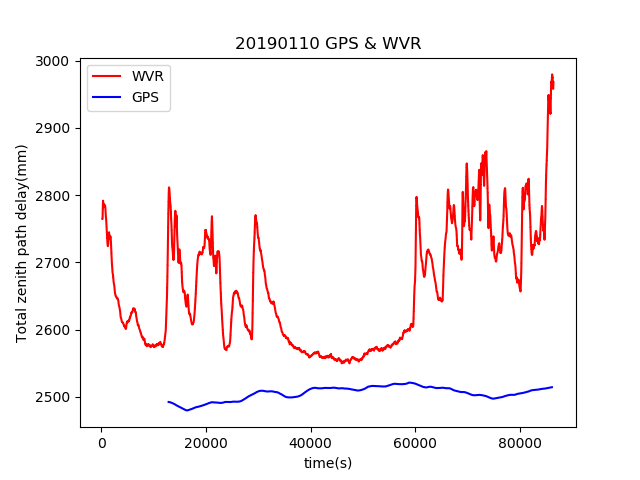 20190110 GPS & WVR
WVR
GPS
Total zenith path delay(mm)
3000
2900
2800
2700
2600
2500
0 20000 40000 60000 80000
time(s)